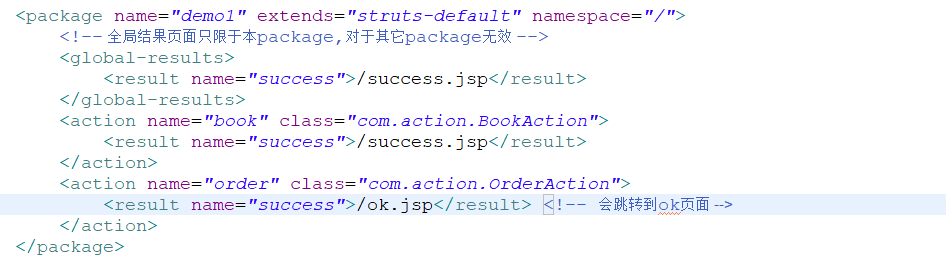 <package name="demo1" extends="struts-default" namespace="/">
<!-- 全局结果页面只限于本package,对于其它package无效 -->
<global-results>
<result name="success">/success.jsp</result>
</global-results>
<action name="book" class="com.action.BookAction">
<result name="success">/success.jsp</result>
</action>
<action name="order" class="com.action.OrderAction">
<result name="success">/ok.jsp</result> <!-- 会跳转到ok页面 -->
</action>
</package>